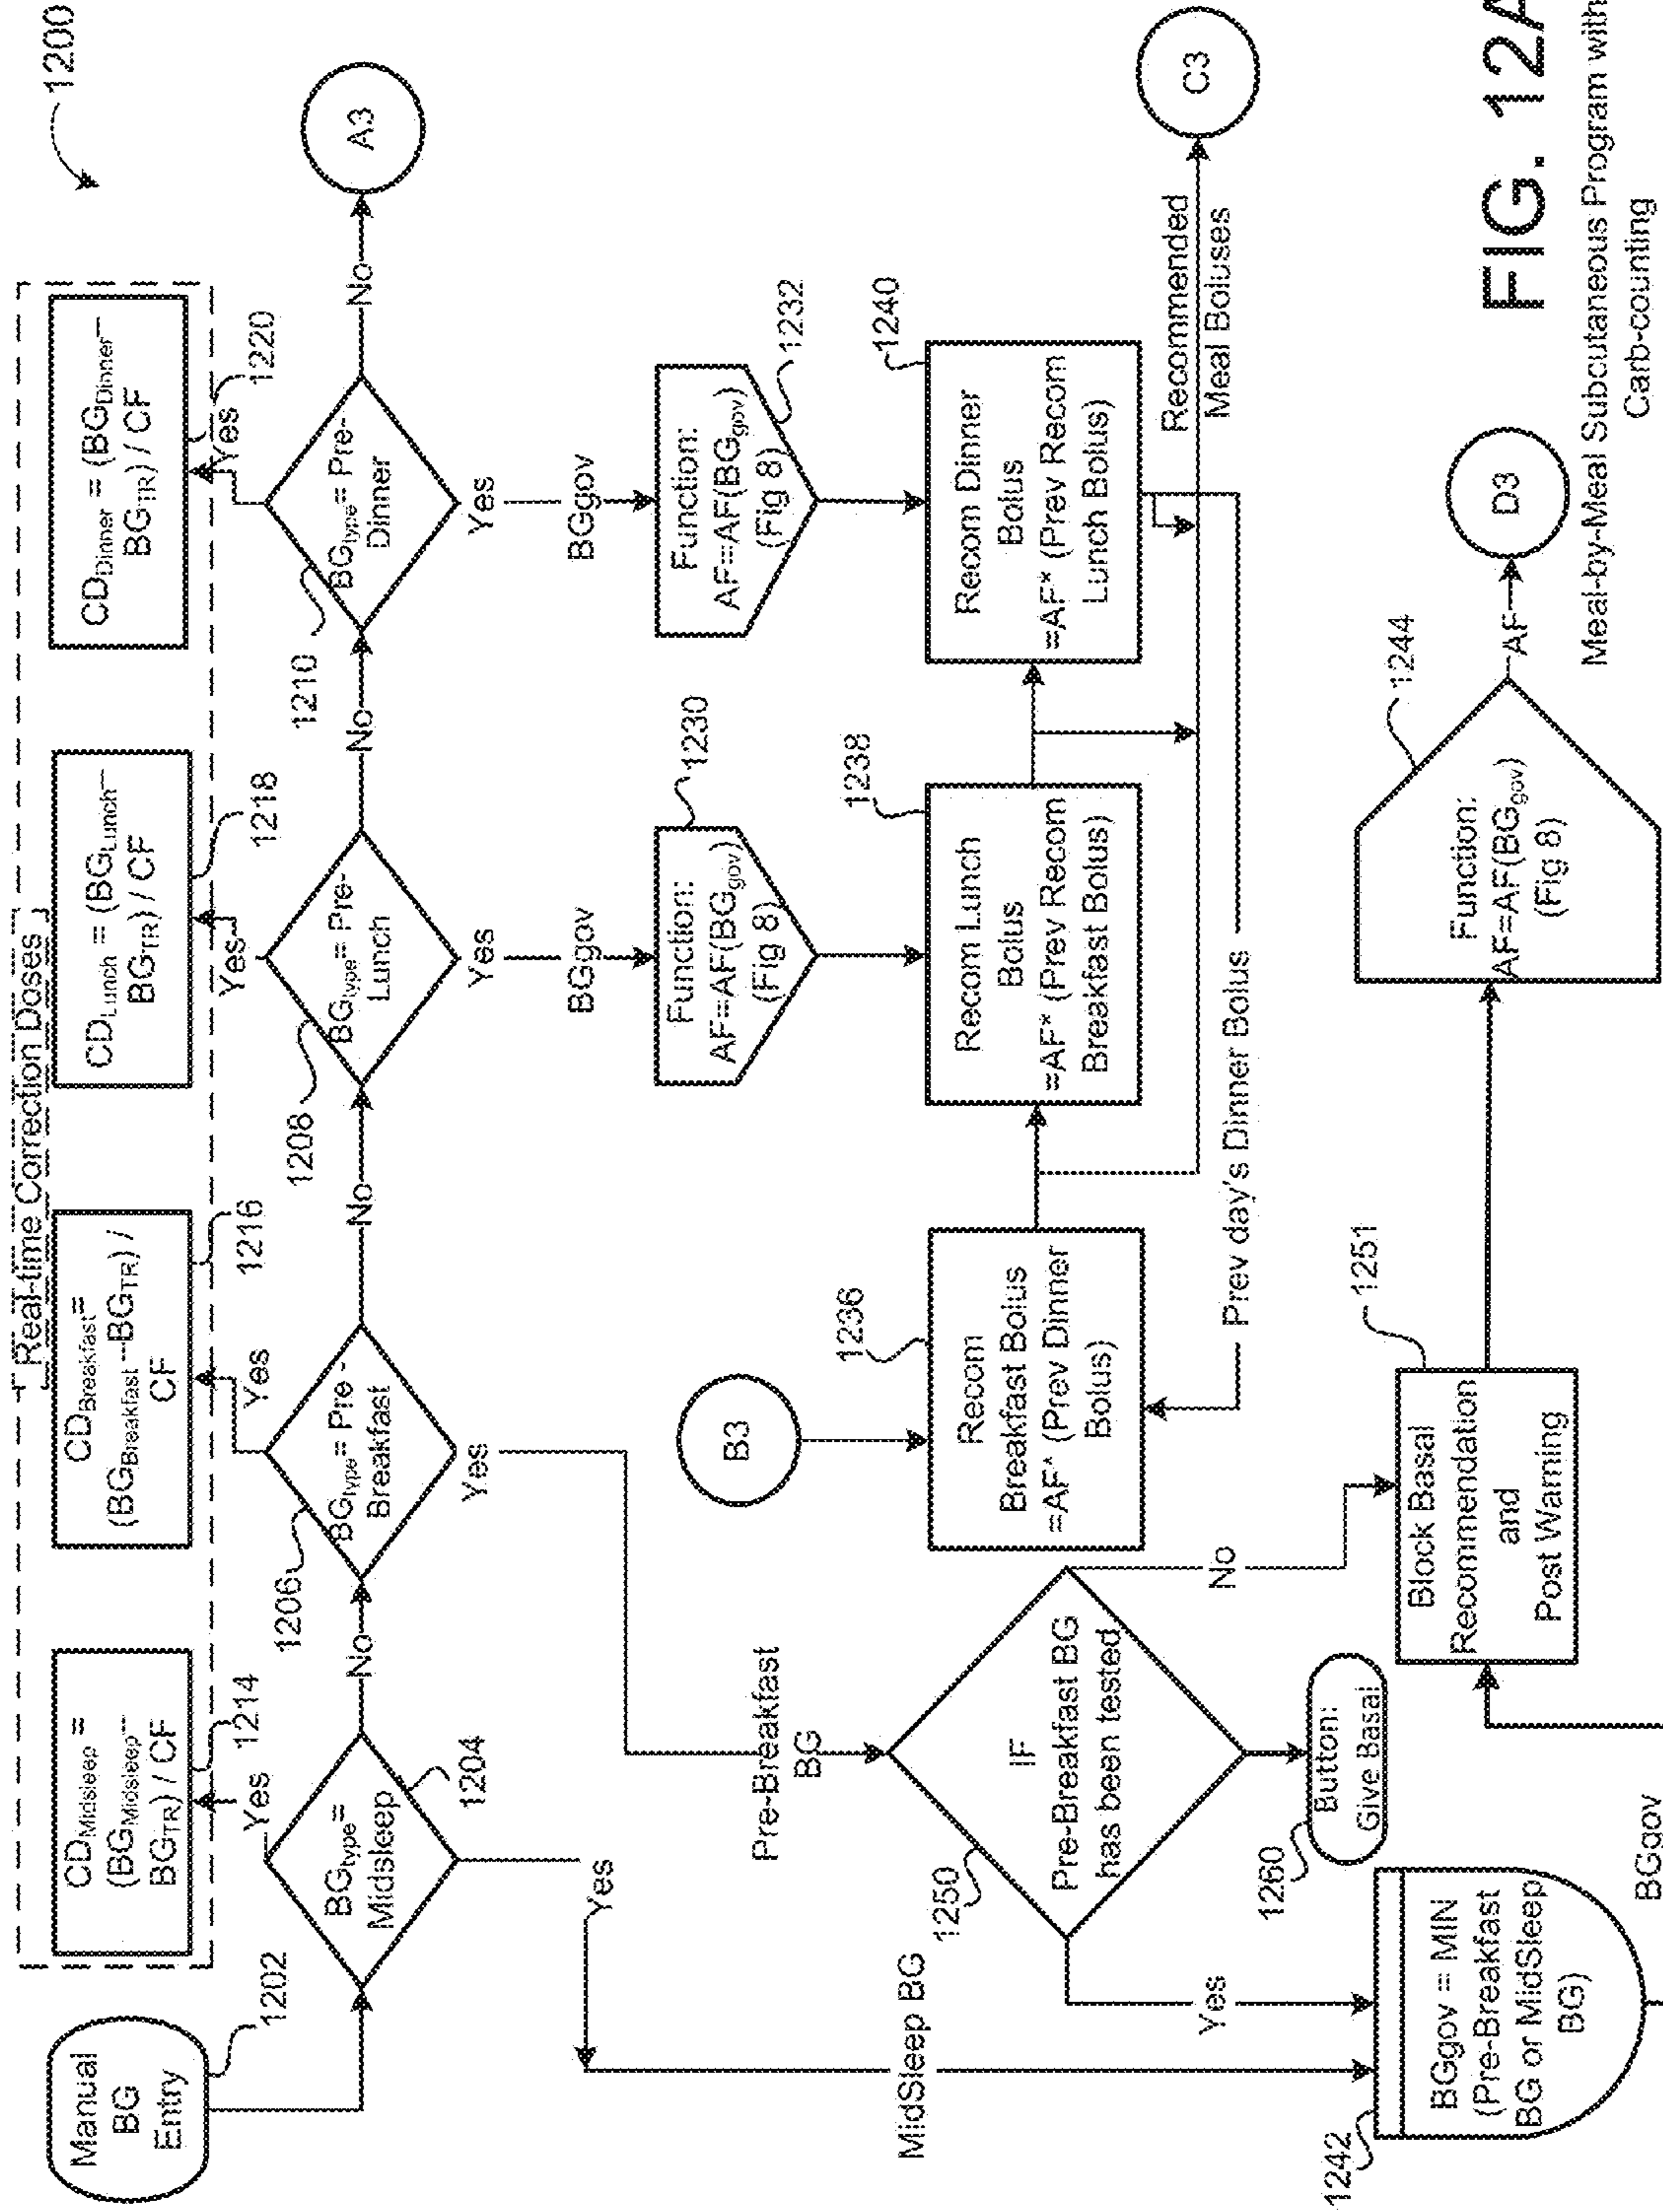 1200
Real-time Correction Doses
Manual
BG
Entry
1202
CDMidsleep =
(BGMidsleep—
BGTR) / CF
1214
CDBreakfast=
(BGBreakfast—BGTR) /
CF
1216
CDLunch = (BGLunch—
BGTR) / CF
1218
CDDinner = (BGDinner—
BGTR) / CF
1220
Yes
Yes
Yes
Yes
BGtype=
Midsleep
1204
No
1206
BGtype= Pre-
Breakfast
No
1208
BGtype= Pre-
Lunch
No
1210
BGtype= Pre-
Dinner
No
A3
Yes
Yes
Yes
Yes
MidSleep BG
Pre-Breakfast
BG
BGgov
BGgov
Function:
AF=AF(BGgov)
(Fig 8)
1230
Function:
AF=AF(BGgov)
(Fig 8)
1232
B3
1236
Recom
Breakfast Bolus
=AF* (Prev Dinner
Bolus)
1238
Recom Lunch
Bolus
=AF* (Prev Recom
Breakfast Bolus)
1240
Recom Dinner
Bolus
=AF* (Prev Recom
Lunch Bolus)
Recommended
Meal Boluses
C3
Prev day's Dinner Bolus
1250
IF
Pre-Breakfast BG
has been tested
Yes
No
1260
Button:
Give Basal
1242
BGgov = MIN
(Pre-Breakfast
BG or MidSleep
BG)
BGgov
1251
Block Basal
Recommendation
and
Post Warning
1244
Function:
AF=AF(BGgov)
(Fig 8)
AF
D3
FIG. 12A
Meal-by-Meal Subcutaneous Program with
Carb-counting